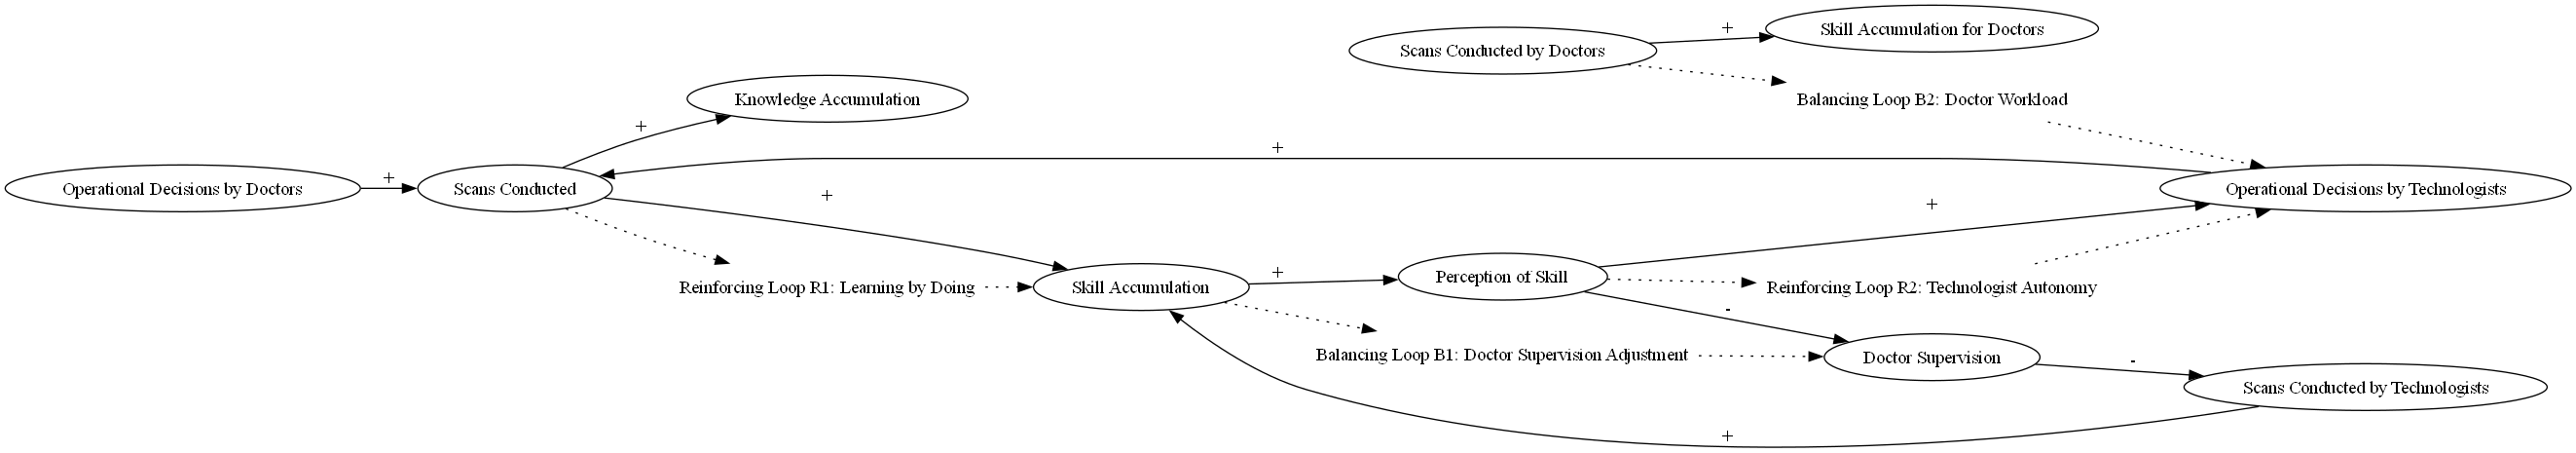 Scans Conducted by Doctors
+
Skill Accumulation for Doctors
Knowledge Accumulation
Balancing Loop B2: Doctor Workload
+
+
Operational Decisions by Doctors
+
Scans Conducted
+
+
Operational Decisions by Technologists
Reinforcing Loop R1: Learning by Doing
Skill Accumulation
+
Perception of Skill
Reinforcing Loop R2: Technologist Autonomy
-
Balancing Loop B1: Doctor Supervision Adjustment
Doctor Supervision
-
Scans Conducted by Technologists
+